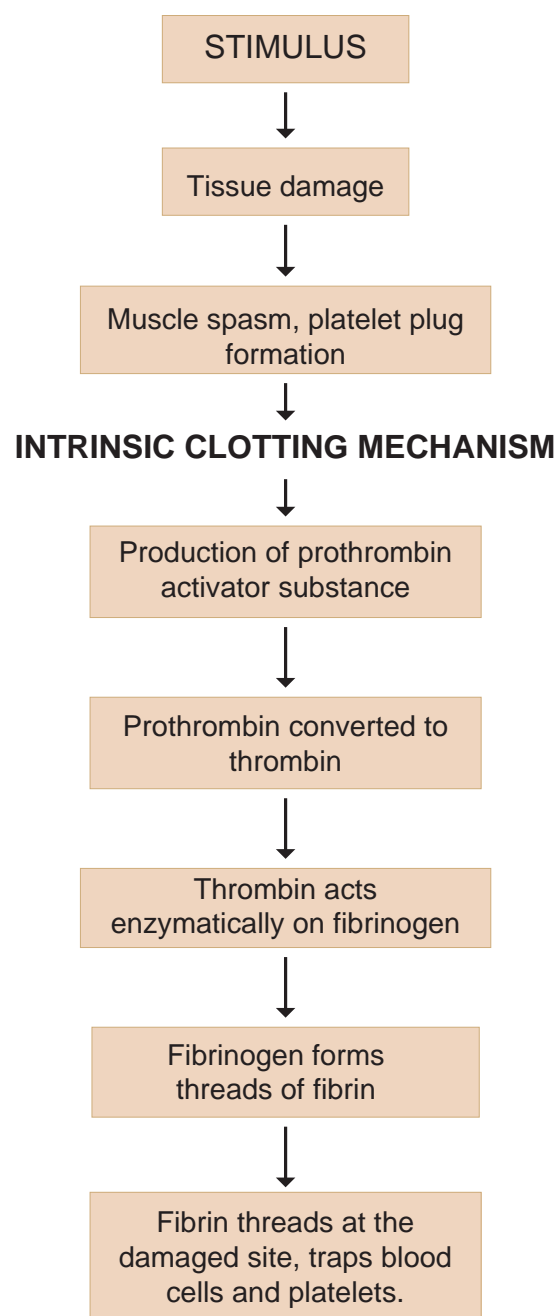 STIMULUS
Tissue damage
Muscle spasm, platelet plug
formation
INTRINSIC CLOTTING MECHANISM
Production of prothrombin
activator substance
Prothrombin converted to
thrombin
Thrombin acts
enzymatically on fibrinogen
Fibrinogen forms
threads of fibrin
Fibrin threads at the
damaged site, traps blood
cells and platelets.